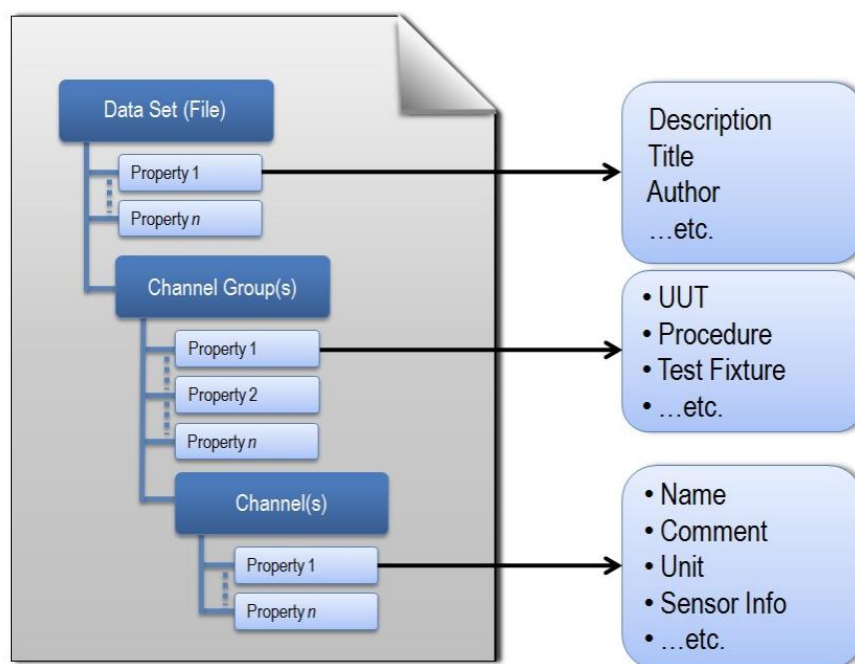 Data Set (File)
Property 1
Property n
Channel Group(s)
Property 1
Property 2
Property n
Channel(s)
Property 1
Property n
Description
Title
Author
...etc.
• UUT
• Procedure
• Test Fixture
• ...etc.
• Name
• Comment
• Unit
• Sensor Info
• ...etc.